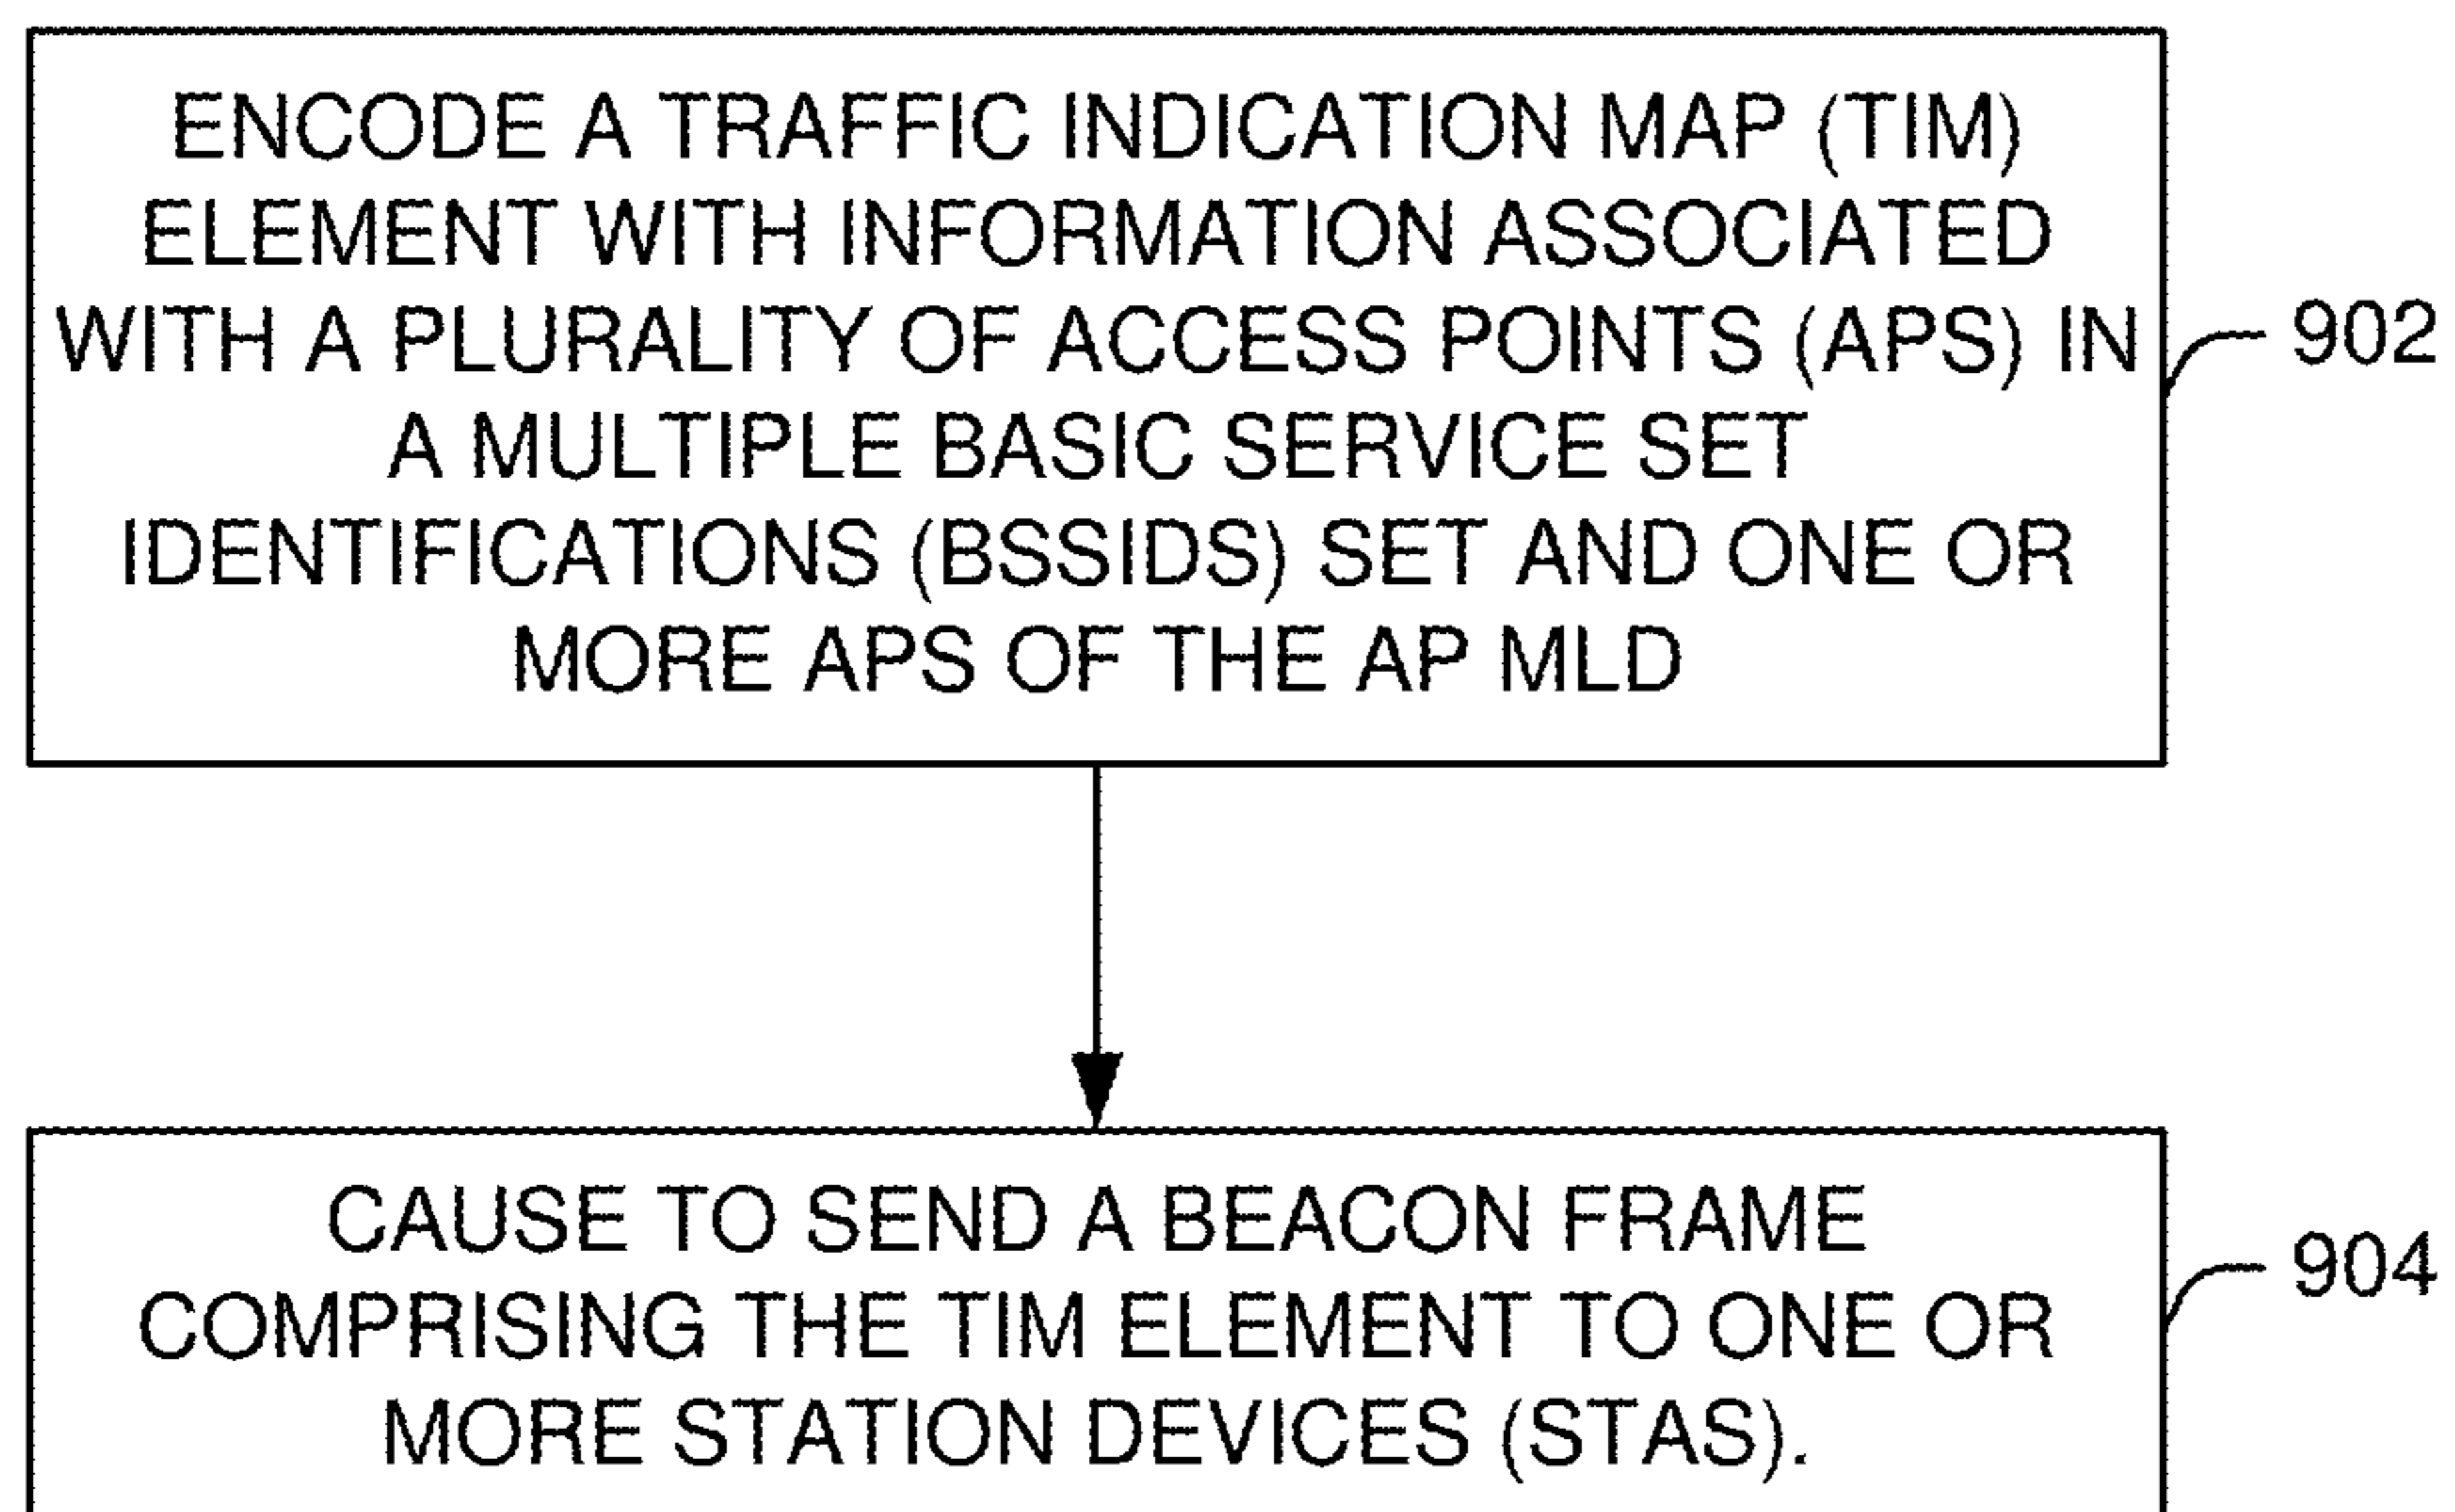 ENCODE A TRAFFIC INDICATION MAP (TIM)
ELEMENT WITH INFORMATION ASSOCIATED
WITH A PLURALITY OF ACCESS POINTS (APS) IN
A MULTIPLE BASIC SERVICE SET
IDENTIFICATIONS (BSSIDS) SET AND ONE OR
MORE APS OF THE AP MLD
902
CAUSE TO SEND A BEACON FRAME
COMPRISING THE TIM ELEMENT TO ONE OR
MORE STATION DEVICES (STAS).
904